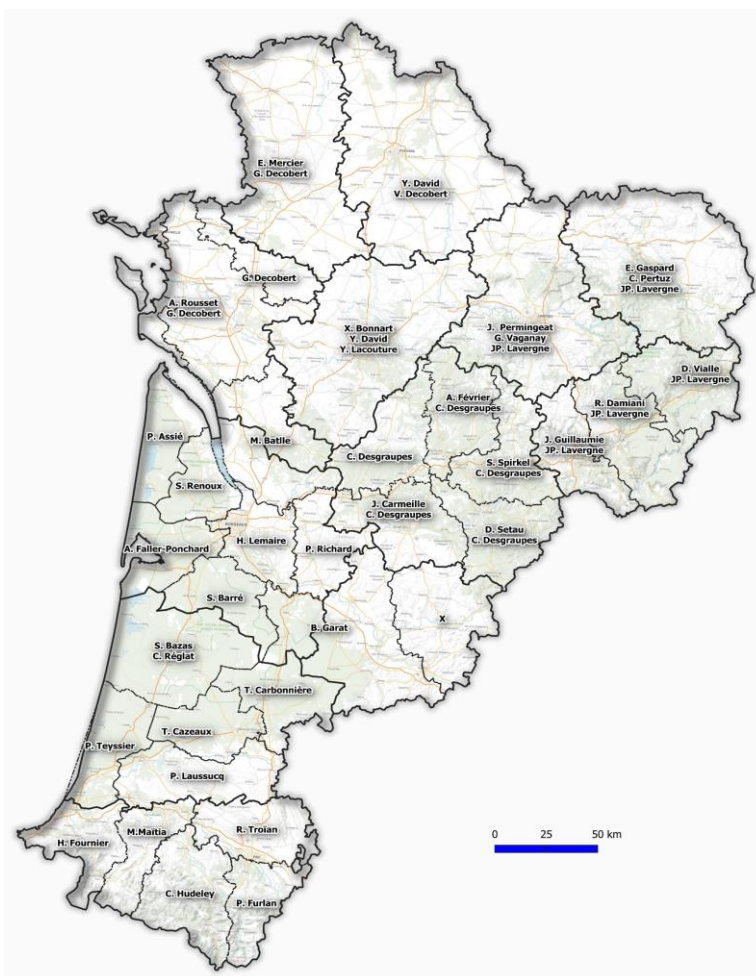 E. Mercier
G. Decobert
Y. David
V. Decobert
G. Decobert
E. Gaspard
C. Pertuz
JP. Lavergne
A. Rousset
G. Decobert
X. Bonnart
Y. David
Y. Lacouture
J. Permingeat
G. Vaganay
JP. Lavergne
D. Vialle
JP. Lavergne
A. Février
C. Desgraupes
R. Damiani
JP. Lavergne
P. Assié
M. Batlle
J. Guillaumie
JP. Lavergne
C. Desgraupes
S. Spirkel
C. Desgraupes
S. Renoux
J. Carmeille
C. Desgraupes
D. Setau
C. Desgraupes
A. Faller-Ponchard
H. Lemaire
P. Richard
S. Barré
B. Garat
X
S. Bazas
C. Réglat
T. Carbonnière
T. Cazeaux
P. Teyssier
P. Laussucq
M.Maïtia
R. Troïan
H. Fournier
C. Hudeley
P. Furlan
0 25 50 km